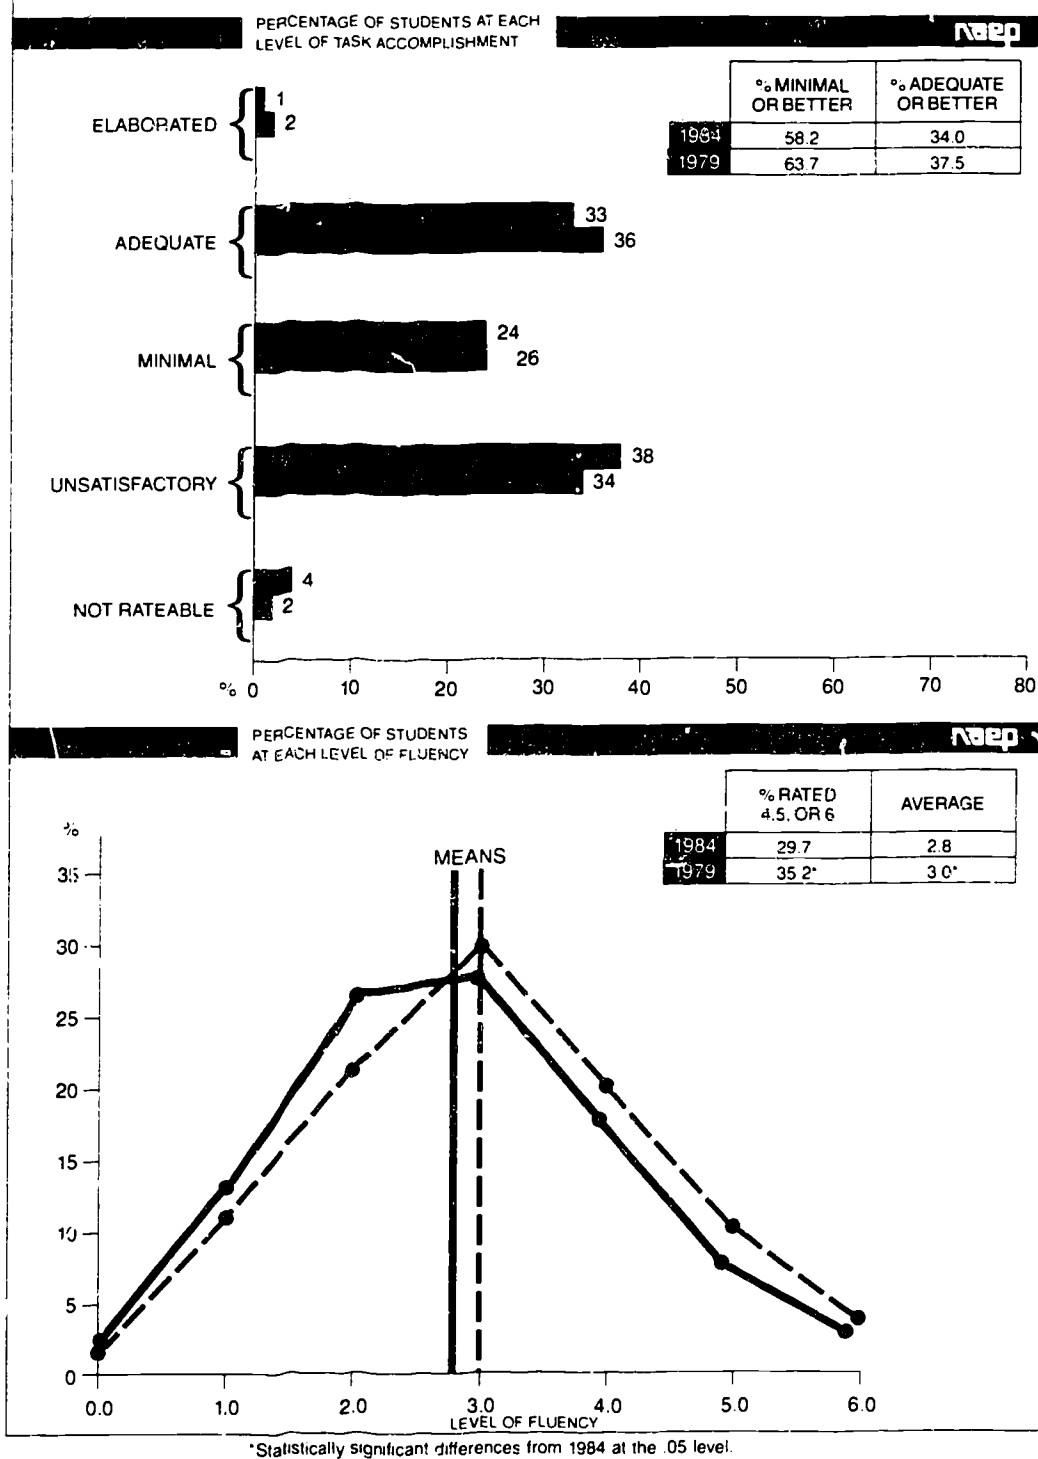 PERCENTAGE OF STUDENTS AT EACH
LEVEL OF TASK ACCOMPLISHMENT
naep
% MINIMAL OR BETTER % ADEQUATE OR BETTER
1984 58.2 34.0
1979 63.7 37.5
ELABORATED 1
2
ADEQUATE 33
36
MINIMAL 24
26
UNSATISFACTORY 38
34
NOT RATEABLE 4
2
% 0 10 20 30 40 50 60 70 80
PERCENTAGE OF STUDENTS
AT EACH LEVEL OF FLUENCY
naep
% RATED 4.5, OR 6 AVERAGE
1984 29.7 2.8
1979 35.2* 3.0*
%
MEANS
35
30
25
20
15
10
5
0
0.0 1.0 2.0 3.0 4.0 5.0 6.0
LEVEL OF FLUENCY
*Statistically significant differences from 1984 at the .05 level.